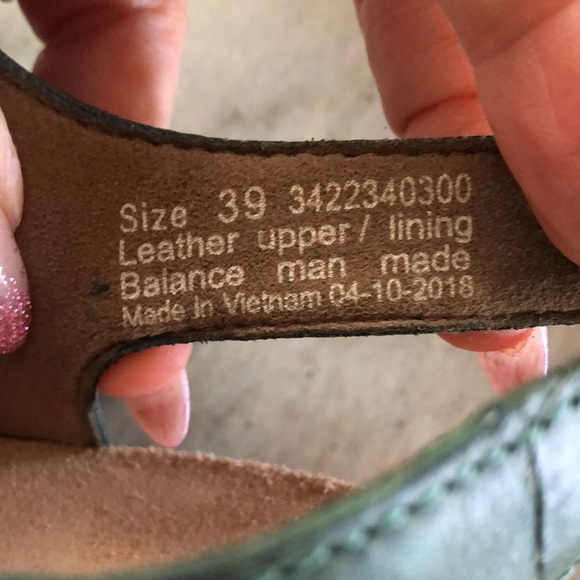 Size 39 3422340300
Leather upper/ lining
Balance man made
Made in Vietnam 04-10-2018